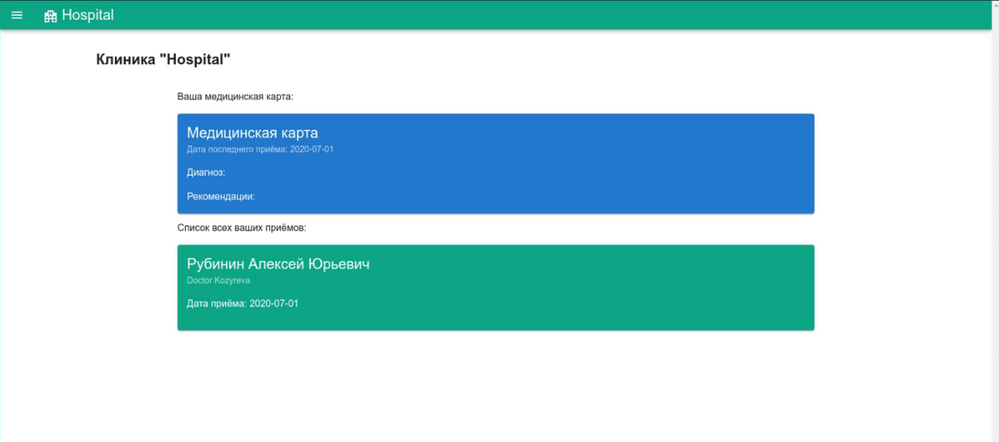 Hospital
Клиника "Hospital"
Ваша медицинская карта:
Медицинская карта
Дата последнего приёма: 2020-07-01
Диагноз:
Рекомендации:
Список всех ваших приёмов:
Рубинин Алексей Юрьевич
Doctor Kozyreva
Дата приёма: 2020-07-01